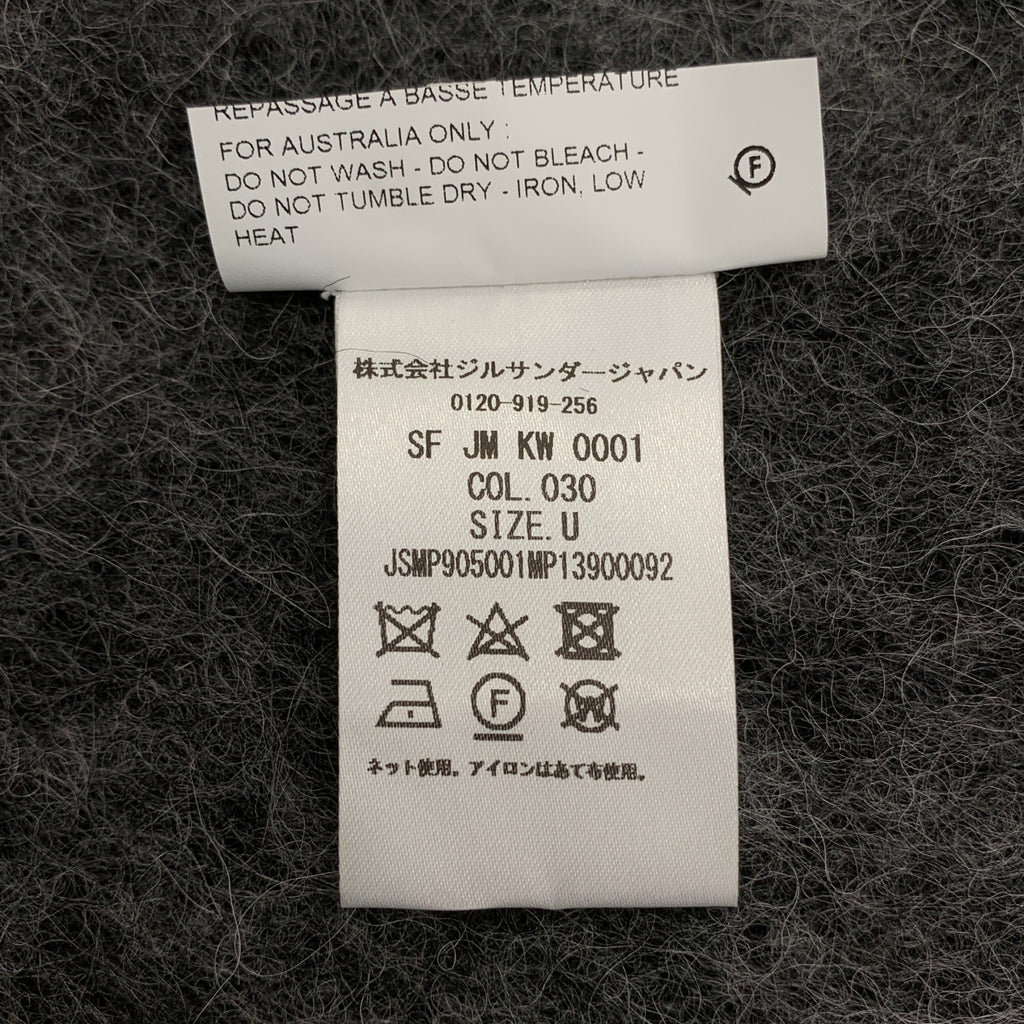 REPASSAGE A BASSE TEMPERATURE
FOR AUSTRALIA ONLY :
DO NOT WASH - DO NOT BLEACH -
DO NOT TUMBLE DRY - IRON, LOW
HEAT
F
株式会社ジルサンダージャパン
0120-919-256
SF JM KW 0001
COL. 030
SIZE. U
JSMP905001MP13900092
F
W
ネット使用。アイロンはあて布使用。